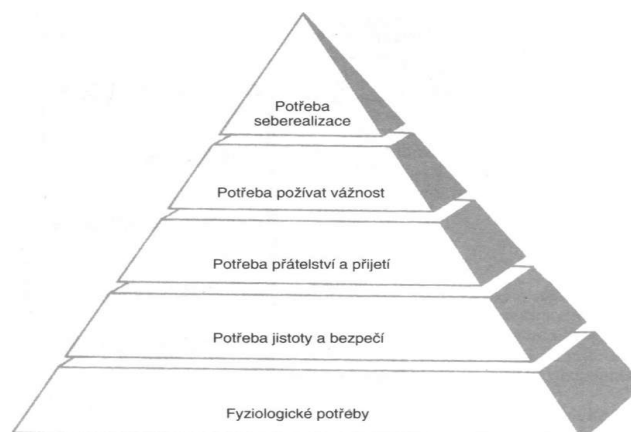 Potřeba
seberealizace
Potřeba požívat vážnost
Potřeba přátelství a přijetí
Potřeba jistoty a bezpečí
Fyziologické potřeby